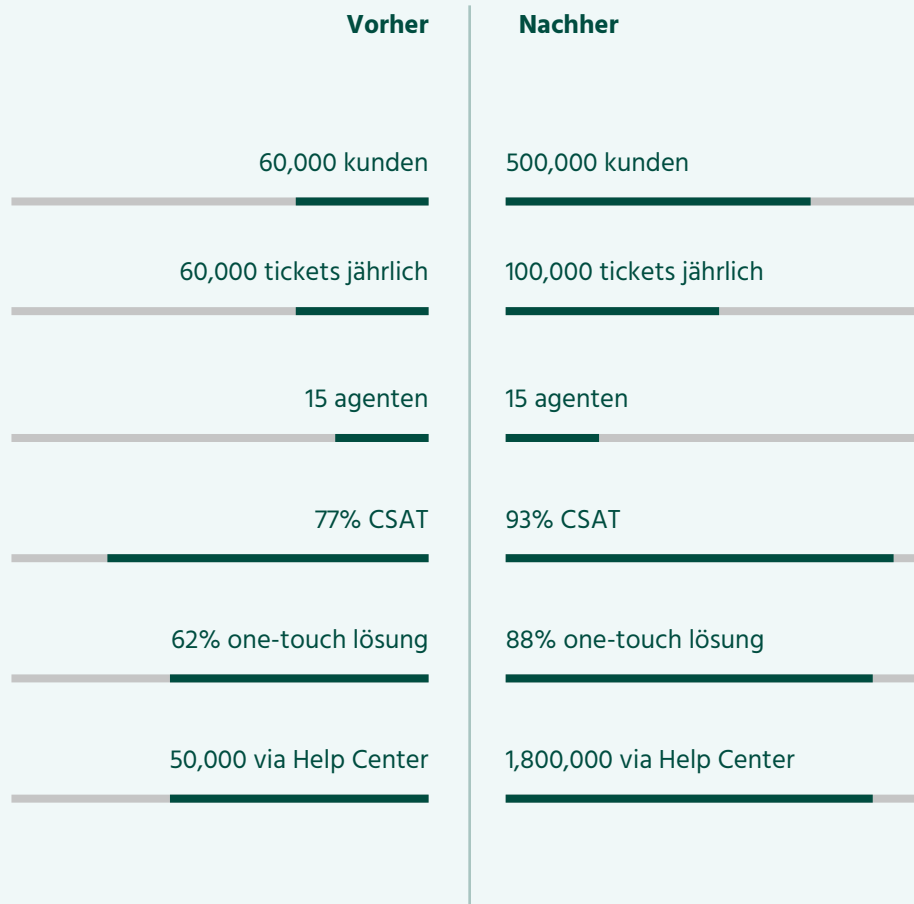 Vorher
Nachher
60,000 kunden
500,000 kunden
60,000 tickets jährlich
100,000 tickets jährlich
15 agenten
15 agenten
77% CSAT
93% CSAT
62% one-touch lösung
88% one-touch lösung
50,000 via Help Center
1,800,000 via Help Center